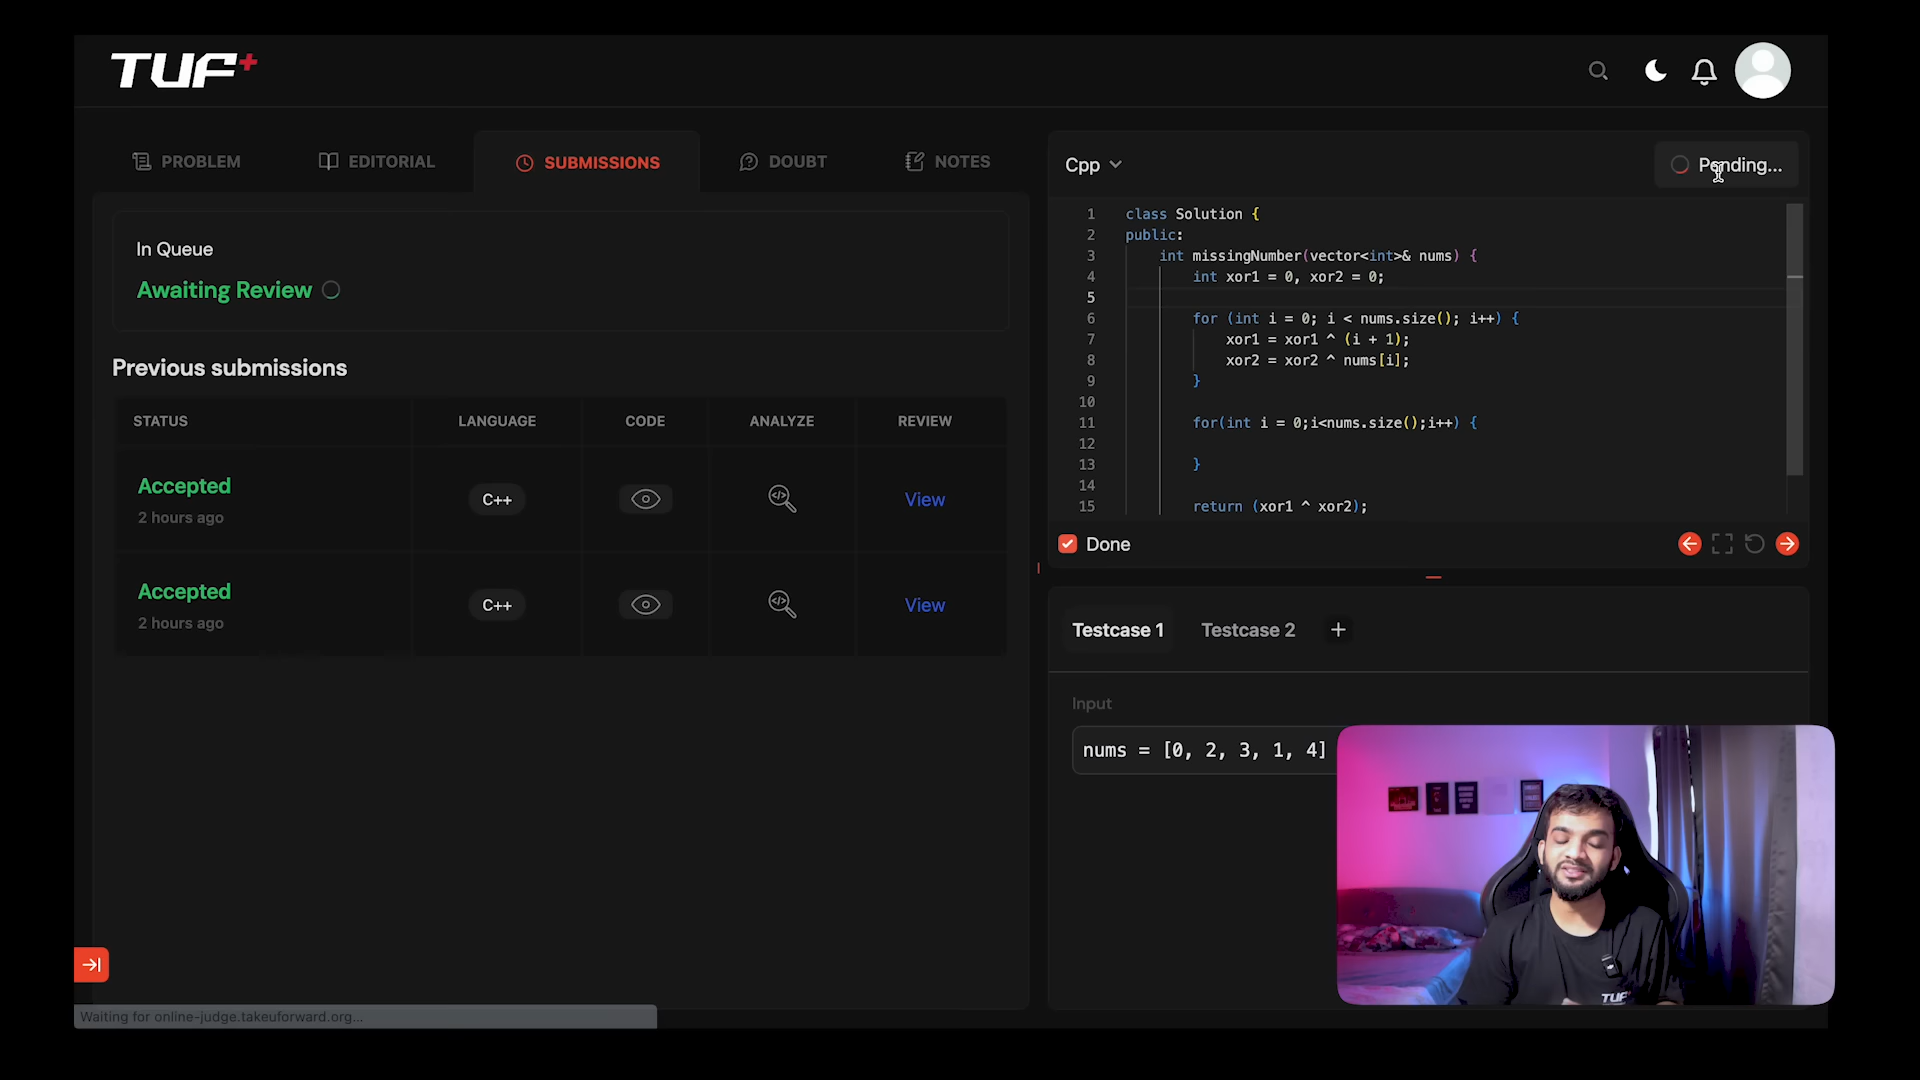 TUF+
PROBLEM
EDITORIAL
SUBMISSIONS
DOUBT
NOTES
In Queue
Awaiting Review
Previous submissions
STATUS LANGUAGE CODE ANALYZE REVIEW
Accepted
2 hours ago
C++
View
Accepted
2 hours ago
C++
View
Waiting for online-judge.takeuforward.org...
Cpp
Pending...
1 class Solution {
2 public:
3 int missingNumber(vector<int>& nums) {
4 int xor1 = 0, xor2 = 0;
5
6 for (int i = 0; i < nums.size(); i++) {
7 xor1 = xor1 ^ (i + 1);
8 xor2 = xor2 ^ nums[i];
9 }
10
11 for(int i = 0;i<nums.size();i++) {
12
13 }
14
15 return (xor1 ^ xor2);
Done
Testcase 1
Testcase 2
+
Input
nums = [0, 2, 3, 1, 4]
TUF+